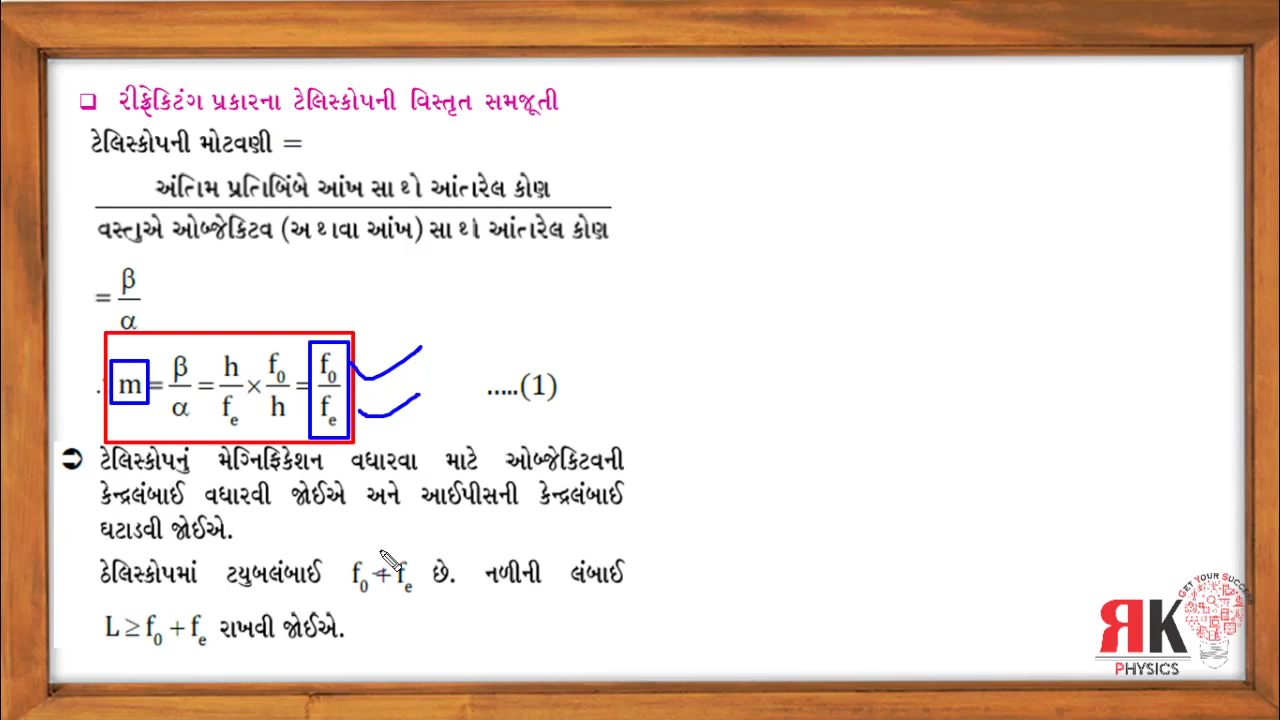 ❑ રીફ્રેક્ટિંગ પ્રકારના ટેલિસ્કોપની વિસ્તૃત સમજૂતી
ટેલિસ્કોપની મોટવણી =
અંતિમ પ્રતિબિંબે આંખ સાથે આંતરેલ કોણ
વસ્તુએ ઓબ્જેક્ટિવ (અથવા આંખ) સાથે આંતરેલ કોણ
= β/α
∴ m = β/α = h/fₑ × f₀/h = f₀/fₑ .....(1)
➲ ટેલિસ્કોપનું મેગ્નિફિકેશન વધારવા માટે ઓબ્જેક્ટિવની
કેન્દ્રલંબાઈ વધારવી જોઈએ અને આઈપીસની કેન્દ્રલંબાઈ
ઘટાડવી જોઈએ.
ઠેલિસ્કોપમાં ટયુબલંબાઈ f₀ + fₑ છે. નળીની લંબાઈ
L ≥ f₀ + fₑ રાખવી જોઈએ.
GET YOUR SUCCESS
RK
PHYSICS